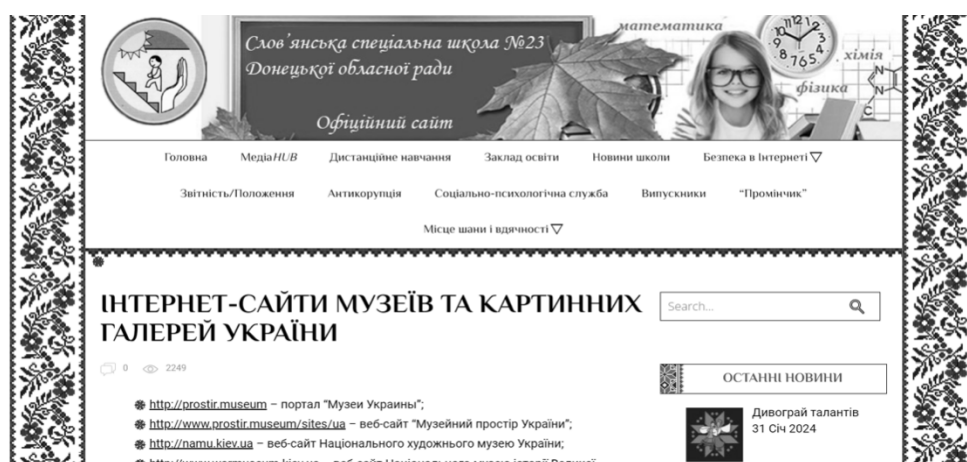 Слов'янська спеціальна школа №23
Донецької обласної ради
Офіційний сайт
математика
хімія
фізика
Головна МедіаHUB Дистанційне навчання Заклад освіти Новини школи Безпека в Інтернеті
Звітність/Положення Антикорупція Соціально-психологічна служба Випускники “Промінчик”
Місце шани і вдячності
ІНТЕРНЕТ-САЙТИ МУЗЕЇВ ТА КАРТИННИХ
ГАЛЕРЕЙ УКРАЇНИ
0 2249
http://prostir.museum – портал “Музеи Украины”;
http://www.prostir.museum/sites/ua – веб-сайт “Музейний простір України”;
http://namu.kiev.ua – веб-сайт Національного художнього музею України;
Search...
ОСТАННІ НОВИНИ
Дивограй талантів
31 Січ 2024